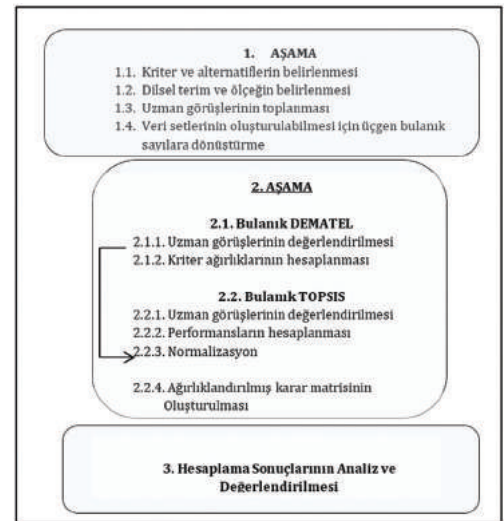 1. AŞAMA
1.1. Kriter ve alternatiflerin belirlenmesi
1.2. Dilsel terim ve ölçeğin belirlenmesi
1.3. Uzman görüşlerinin toplanması
1.4. Veri setlerinin oluşturulabilmesi için üçgen bulanık
sayılara dönüştürme
2. AŞAMA
2.1. Bulanık DEMATEL
2.1.1. Uzman görüşlerinin değerlendirilmesi
2.1.2. Kriter ağırlıklarının hesaplanması
2.2. Bulanık TOPSIS
2.2.1. Uzman görüşlerinin değerlendirilmesi
2.2.2. Performansların hesaplanması
2.2.3. Normalizasyon
2.2.4. Ağırlıklandırılmış karar matrisinin
Oluşturulması
3. Hesaplama Sonuçlarının Analiz ve
Değerlendirilmesi